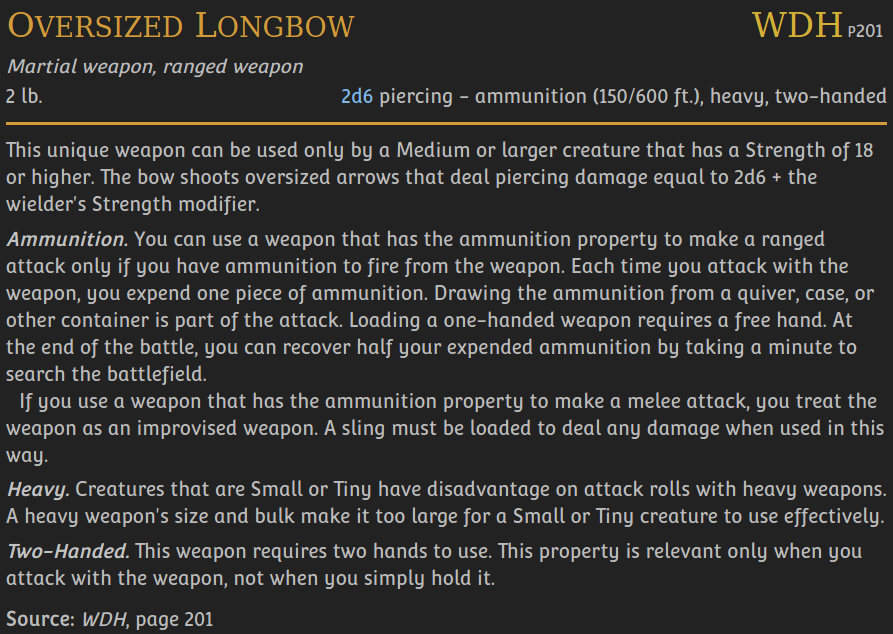 Oversized Longbow WDH P201
Martial weapon, ranged weapon
2 lb. 2d6 piercing – ammunition (150/600 ft.), heavy, two-handed
This unique weapon can be used only by a Medium or larger creature that has a Strength of 18
or higher. The bow shoots oversized arrows that deal piercing damage equal to 2d6 + the
wielder's Strength modifier.
Ammunition. You can use a weapon that has the ammunition property to make a ranged
attack only if you have ammunition to fire from the weapon. Each time you attack with the
weapon, you expend one piece of ammunition. Drawing the ammunition from a quiver, case, or
other container is part of the attack. Loading a one-handed weapon requires a free hand. At
the end of the battle, you can recover half your expended ammunition by taking a minute to
search the battlefield.
If you use a weapon that has the ammunition property to make a melee attack, you treat the
weapon as an improvised weapon. A sling must be loaded to deal any damage when used in this
way.
Heavy. Creatures that are Small or Tiny have disadvantage on attack rolls with heavy weapons.
A heavy weapon's size and bulk make it too large for a Small or Tiny creature to use effectively.
Two-Handed. This weapon requires two hands to use. This property is relevant only when you
attack with the weapon, not when you simply hold it.
Source: WDH, page 201